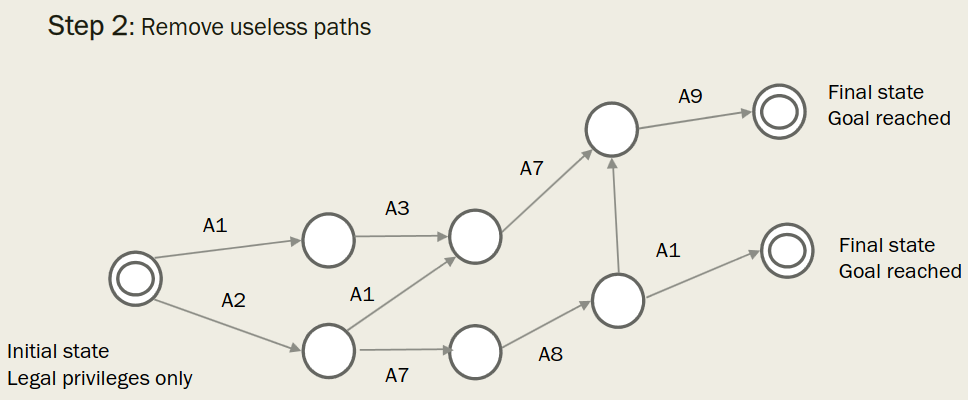 Step 2: Remove useless paths
A9
Final state
Goal reached
A7
A3
A1
A1
Final state
Goal reached
A1
A2
Initial state
Legal privileges only
A7
A8